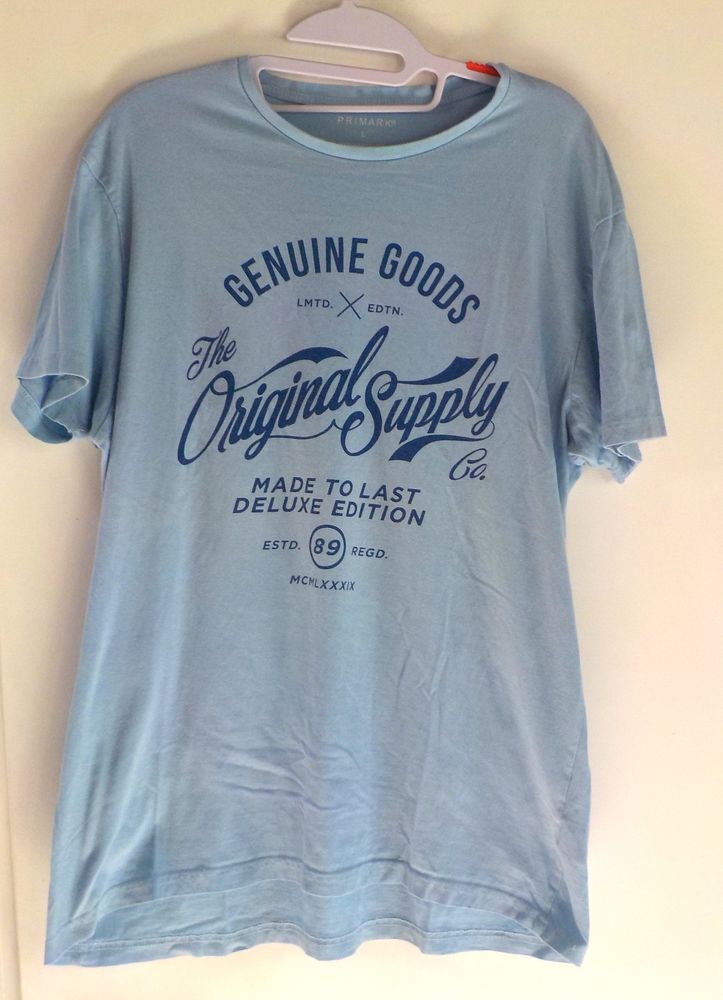 PRIMARK®
L
GENUINE GOODS
LMTD. X EDTN.
The
Original Supply
Co.
MADE TO LAST
DELUXE EDITION
ESTD. 89 REGD.
MCMLXXXIX